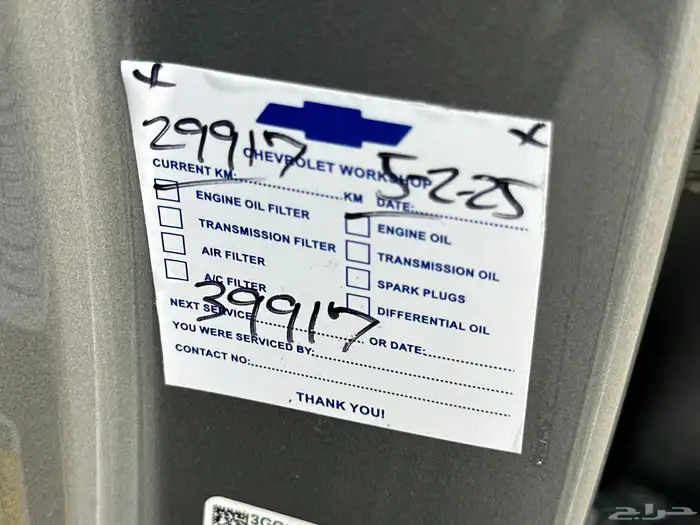 29917
CHEVROLET WORKSHOP
5-2-25
CURRENT KM: KM DATE:
ENGINE OIL FILTER
ENGINE OIL
TRANSMISSION FILTER
TRANSMISSION OIL
AIR FILTER
SPARK PLUGS
A/C FILTER
DIFFERENTIAL OIL
39917
NEXT SERVICE OR DATE:
YOU WERE SERVICED BY:
CONTACT NO:
THANK YOU!
حراج